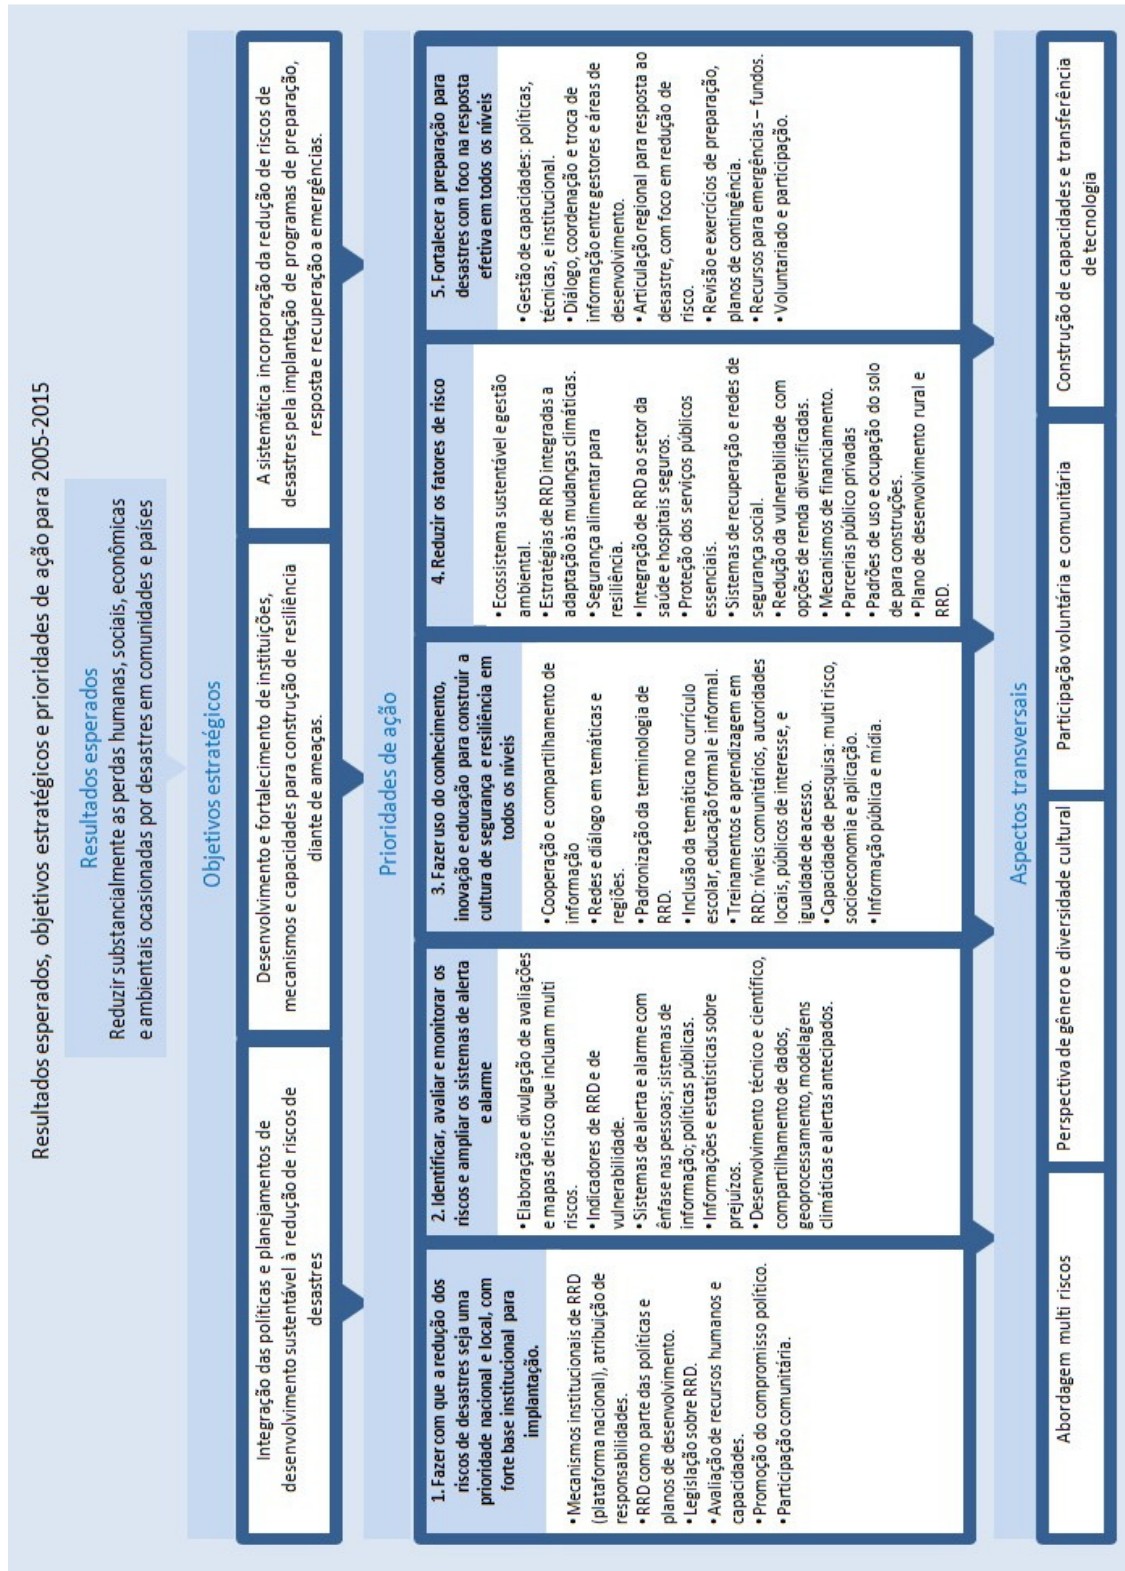 Resultados esperados, objetivos estratégicos e prioridades de ação para 2005-2015
Resultados esperados
Reduzir substancialmente as perdas humanas, sociais, econômicas
e ambientais ocasionadas por desastres em comunidades e países
Objetivos estratégicos
Integração das políticas e planejamentos de
desenvolvimento sustentável à redução de riscos de
desastres
Desenvolvimento e fortalecimento de instituições,
mecanismos e capacidades para construção de resiliência
diante de ameaças.
A sistemática incorporação da redução de riscos de
desastres pela implantação de programas de preparação,
resposta e recuperação a emergências.
Prioridades de ação
1. Fazer com que a redução dos
riscos de desastres seja uma
prioridade nacional e local, com
forte base institucional para
implantação.
• Mecanismos institucionais de RRD
(plataforma nacional), atribuição de
responsabilidades.
• RRD como parte das políticas e
planos de desenvolvimento.
• Legislação sobre RRD.
• Avaliação de recursos humanos e
capacidades.
• Promoção do compromisso político.
• Participação comunitária.
2. Identificar, avaliar e monitorar os
riscos e ampliar os sistemas de alerta
e alarme
• Elaboração e divulgação de avaliações
e mapas de risco que incluam multi
riscos.
• Indicadores de RRD e de
vulnerabilidade.
• Sistemas de alerta e alarme com
ênfase nas pessoas; sistemas de
informação; políticas públicas.
• Informações e estatísticas sobre
prejuízos.
• Desenvolvimento técnico e científico,
compartilhamento de dados,
geoprocessamento, modelagens
climáticas e alertas antecipados.
3. Fazer uso do conhecimento,
inovação e educação para construir a
cultura de segurança e resiliência em
todos os níveis
• Cooperação e compartilhamento de
informação
• Redes e diálogo em temáticas e
regiões.
• Padronização da terminologia de
RRD.
• Inclusão da temática no currículo
escolar, educação formal e informal.
• Treinamentos e aprendizagem em
RRD: níveis comunitários, autoridades
locais, públicos de interesse, e
igualdade de acesso.
• Capacidade de pesquisa: multi risco,
socioeconomia e aplicação.
• Informação pública e mídia.
4. Reduzir os fatores de risco
• Ecossistema sustentável e gestão
ambiental.
• Estratégias de RRD integradas a
adaptação às mudanças climáticas.
• Segurança alimentar para
resiliência.
• Integração de RRD ao setor da
saúde e hospitais seguros.
• Proteção dos serviços públicos
essenciais.
• Sistemas de recuperação e redes de
segurança social.
• Redução da vulnerabilidade com
opções de renda diversificadas.
• Mecanismos de financiamento.
• Parcerias público privadas
• Padrões de uso e ocupação do solo
de para construções.
• Plano de desenvolvimento rural e
RRD.
5. Fortalecer a preparação para
desastres com foco na resposta
efetiva em todos os níveis
• Gestão de capacidades: políticas,
técnicas, e institucional.
• Diálogo, coordenação e troca de
informação entre gestores e áreas de
desenvolvimento.
• Articulação regional para resposta ao
desastre, com foco em redução de
risco.
• Revisão e exercícios de preparação,
planos de contingência.
• Recursos para emergências – fundos.
• Voluntariado e participação.
Aspectos transversais
Abordagem multi riscos
Perspectiva de gênero e diversidade cultural
Participação voluntária e comunitária
Construção de capacidades e transferência
de tecnologia